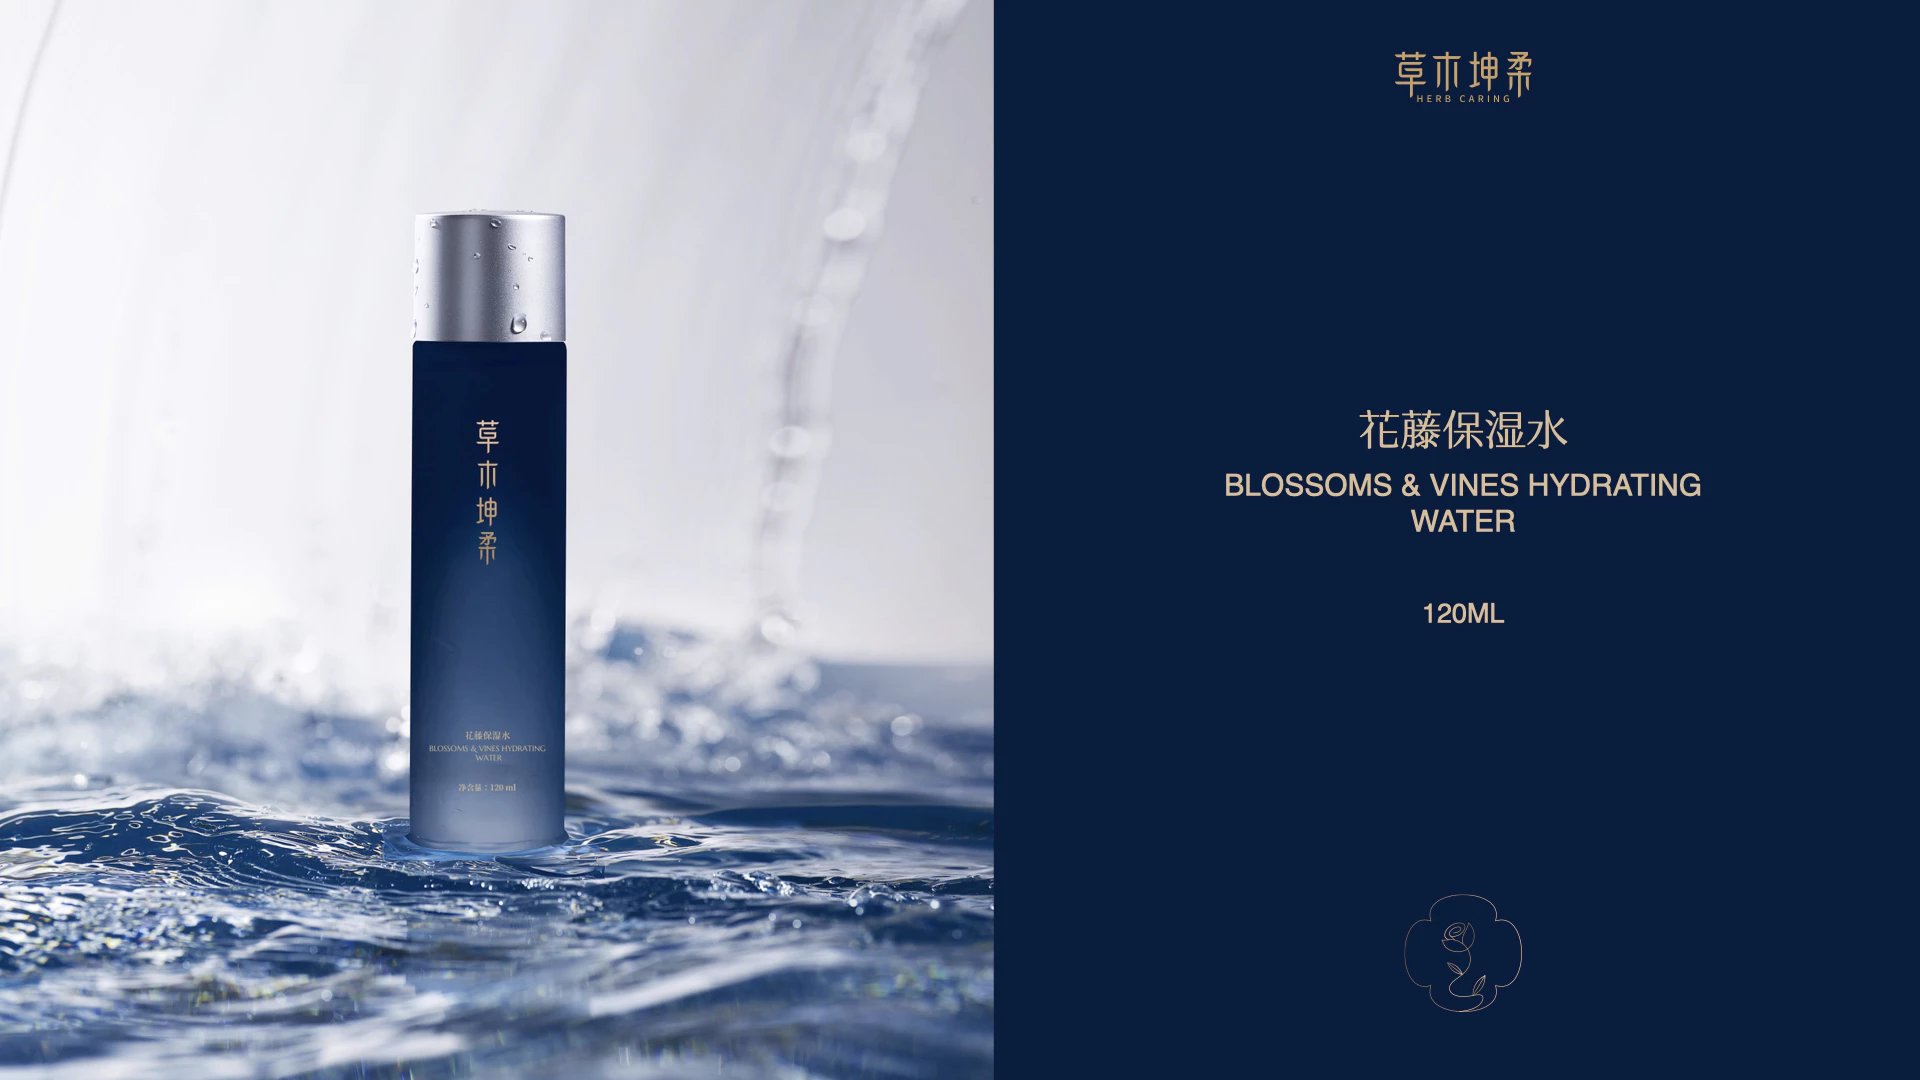 草
木
坤
柔
花藤保湿水
BLOSSOMS & VINES HYDRATING
WATER
净含量：120 ml
草木坤柔
HERB CARING
花藤保湿水
BLOSSOMS & VINES HYDRATING
WATER
120ML